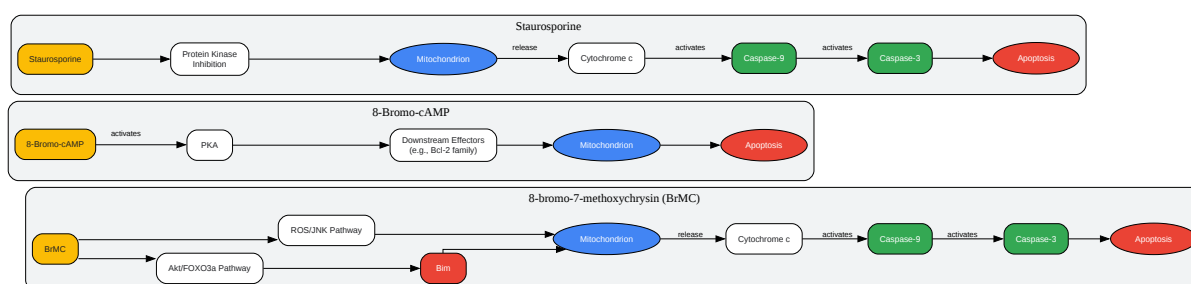 Staurosporine
Staurosporine
Protein Kinase
Inhibition
Mitochondrion
release
Cytochrome c
activates
Caspase-9
activates
Caspase-3
Apoptosis
8-Bromo-cAMP
8-Bromo-cAMP
activates
PKA
Downstream Effectors
(e.g., Bcl-2 family)
Mitochondrion
Apoptosis
8-bromo-7-methoxychrysin (BrMC)
BrMC
ROS/JNK Pathway
Akt/FOXO3a Pathway
Bim
Mitochondrion
release
Cytochrome c
activates
Caspase-9
activates
Caspase-3
Apoptosis